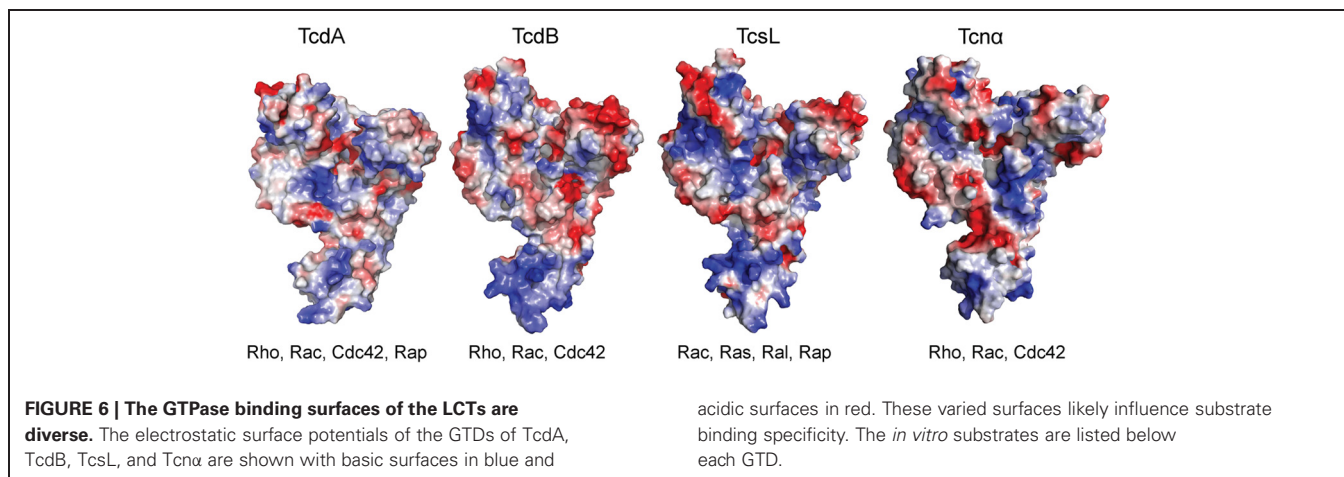 TcdA
TcdB
TcsL
Tcnα
Rho, Rac, Cdc42, Rap
Rho, Rac, Cdc42
Rac, Ras, Ral, Rap
Rho, Rac, Cdc42
FIGURE 6 | The GTPase binding surfaces of the LCTs are
diverse. The electrostatic surface potentials of the GTDs of TcdA,
TcdB, TcsL, and Tcnα are shown with basic surfaces in blue and
acidic surfaces in red. These varied surfaces likely influence substrate
binding specificity. The in vitro substrates are listed below
each GTD.